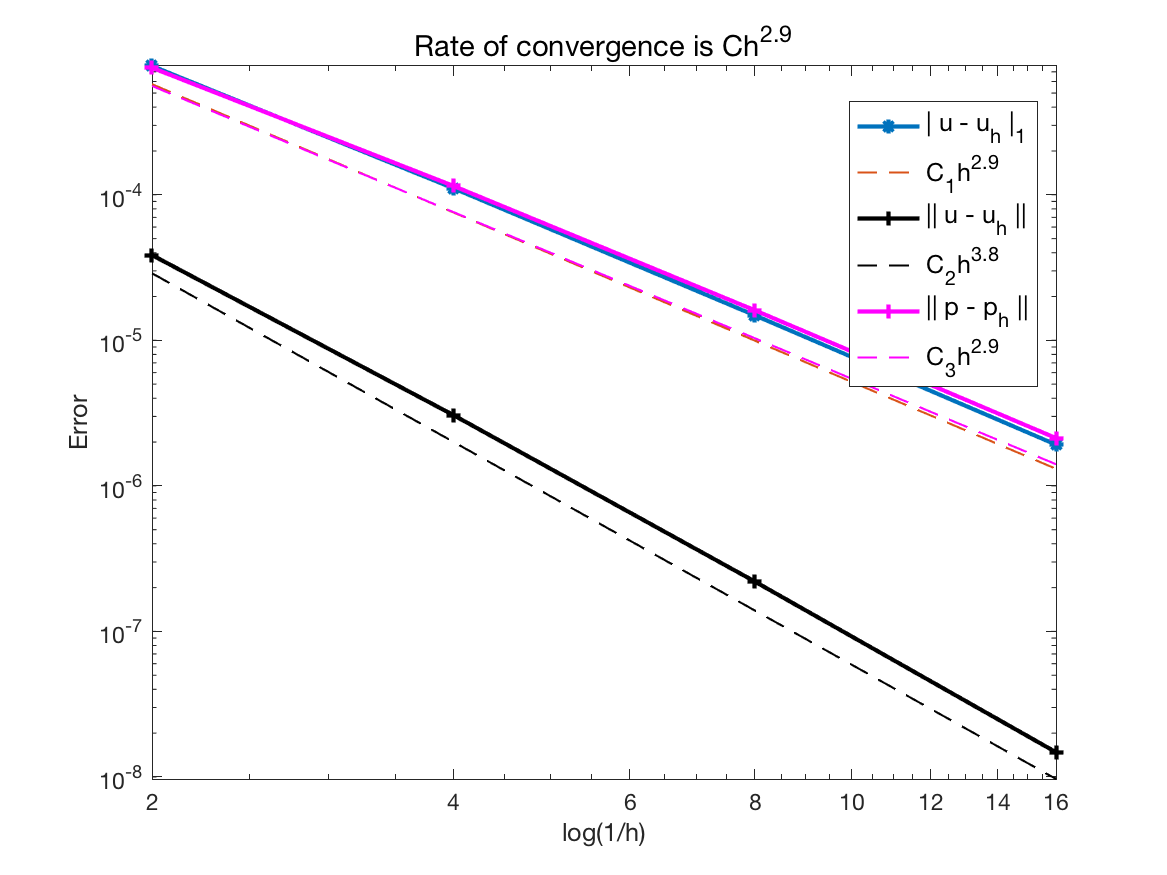 Rate of convergence is Ch^2.9
| u - u_h |_1
C_1h^2.9
|| u - u_h ||
C_2h^3.8
|| p - p_h ||
C_3h^2.9
10^-4
10^-5
10^-6
10^-7
10^-8
Error
2 4 6 8 10 12 14 16
log(1/h)